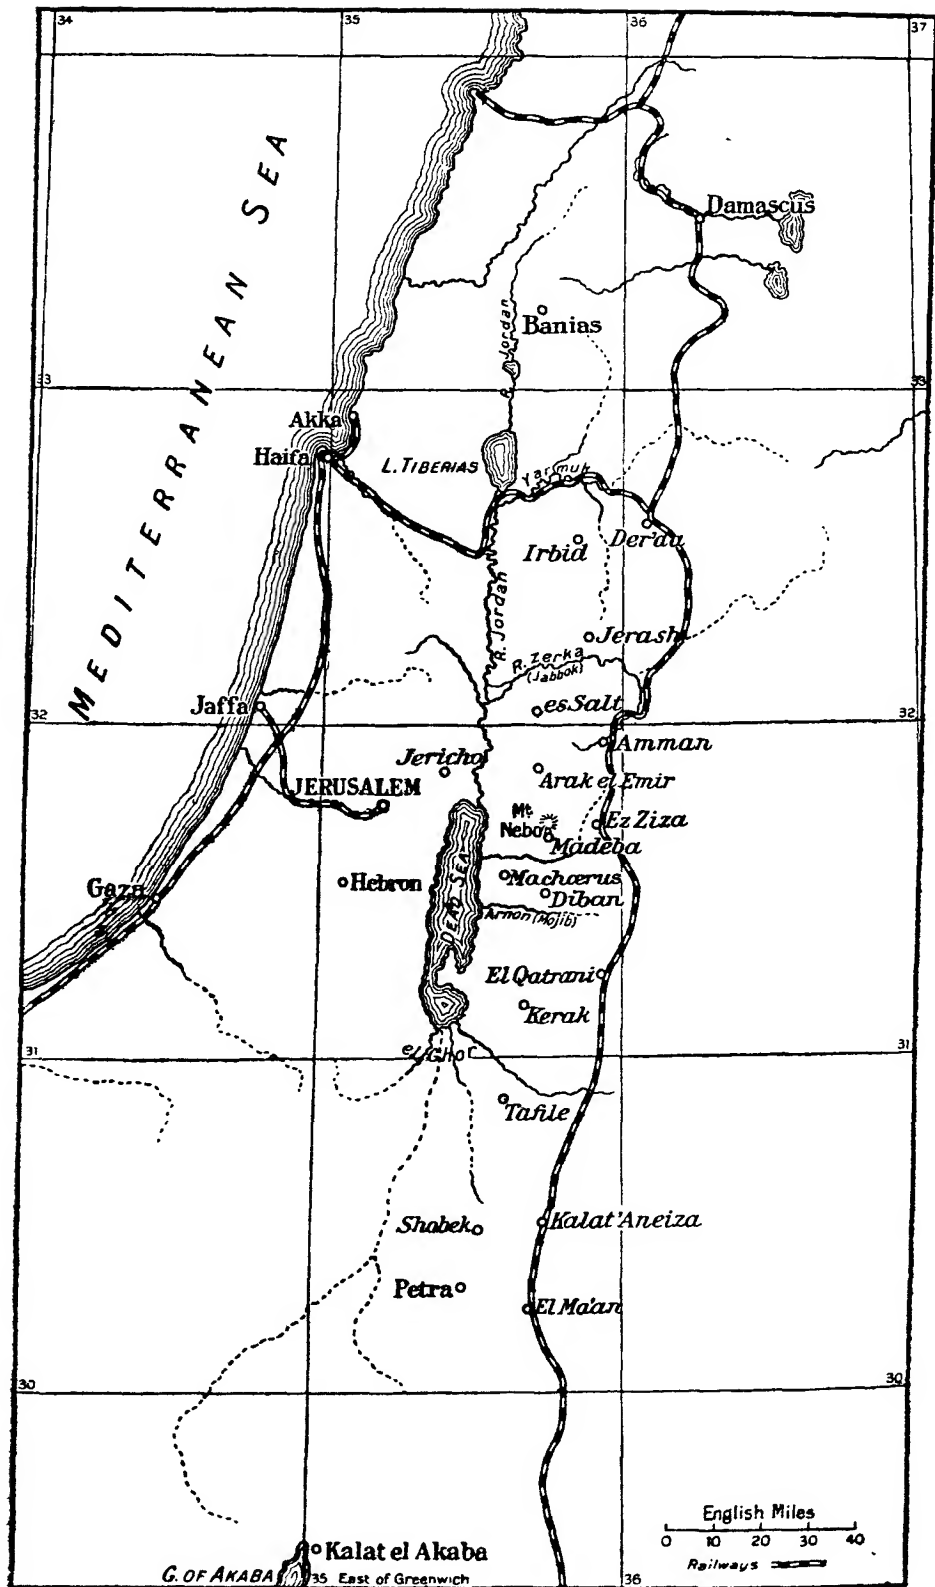 34
35
36
37
MEDITERRANEAN SEA
Damascus
R. Jordan
Banias
33
33
Akka
Haifa
L. TIBERIAS
Yarmuk
Der'au
Irbid
R. Jordan
Jerash
R. Zerka
(Jabbok)
Jaffa
es Salt
32
32
Amman
Jericho
Arak el Emir
JERUSALEM
Mt
Nebo
Ez Ziza
Madeba
Gaza
Hebron
DEAD SEA
Machærus
Diban
Arnon (Mojib)
El Qatrani
Kerak
el Ghor
31
31
Tafile
Shobek
Kalat 'Aneiza
Petra
El Ma'an
30
30
English Miles
0 10 20 30 40
Railways
Kalat el Akaba
G. OF AKABA
35 East of Greenwich
36